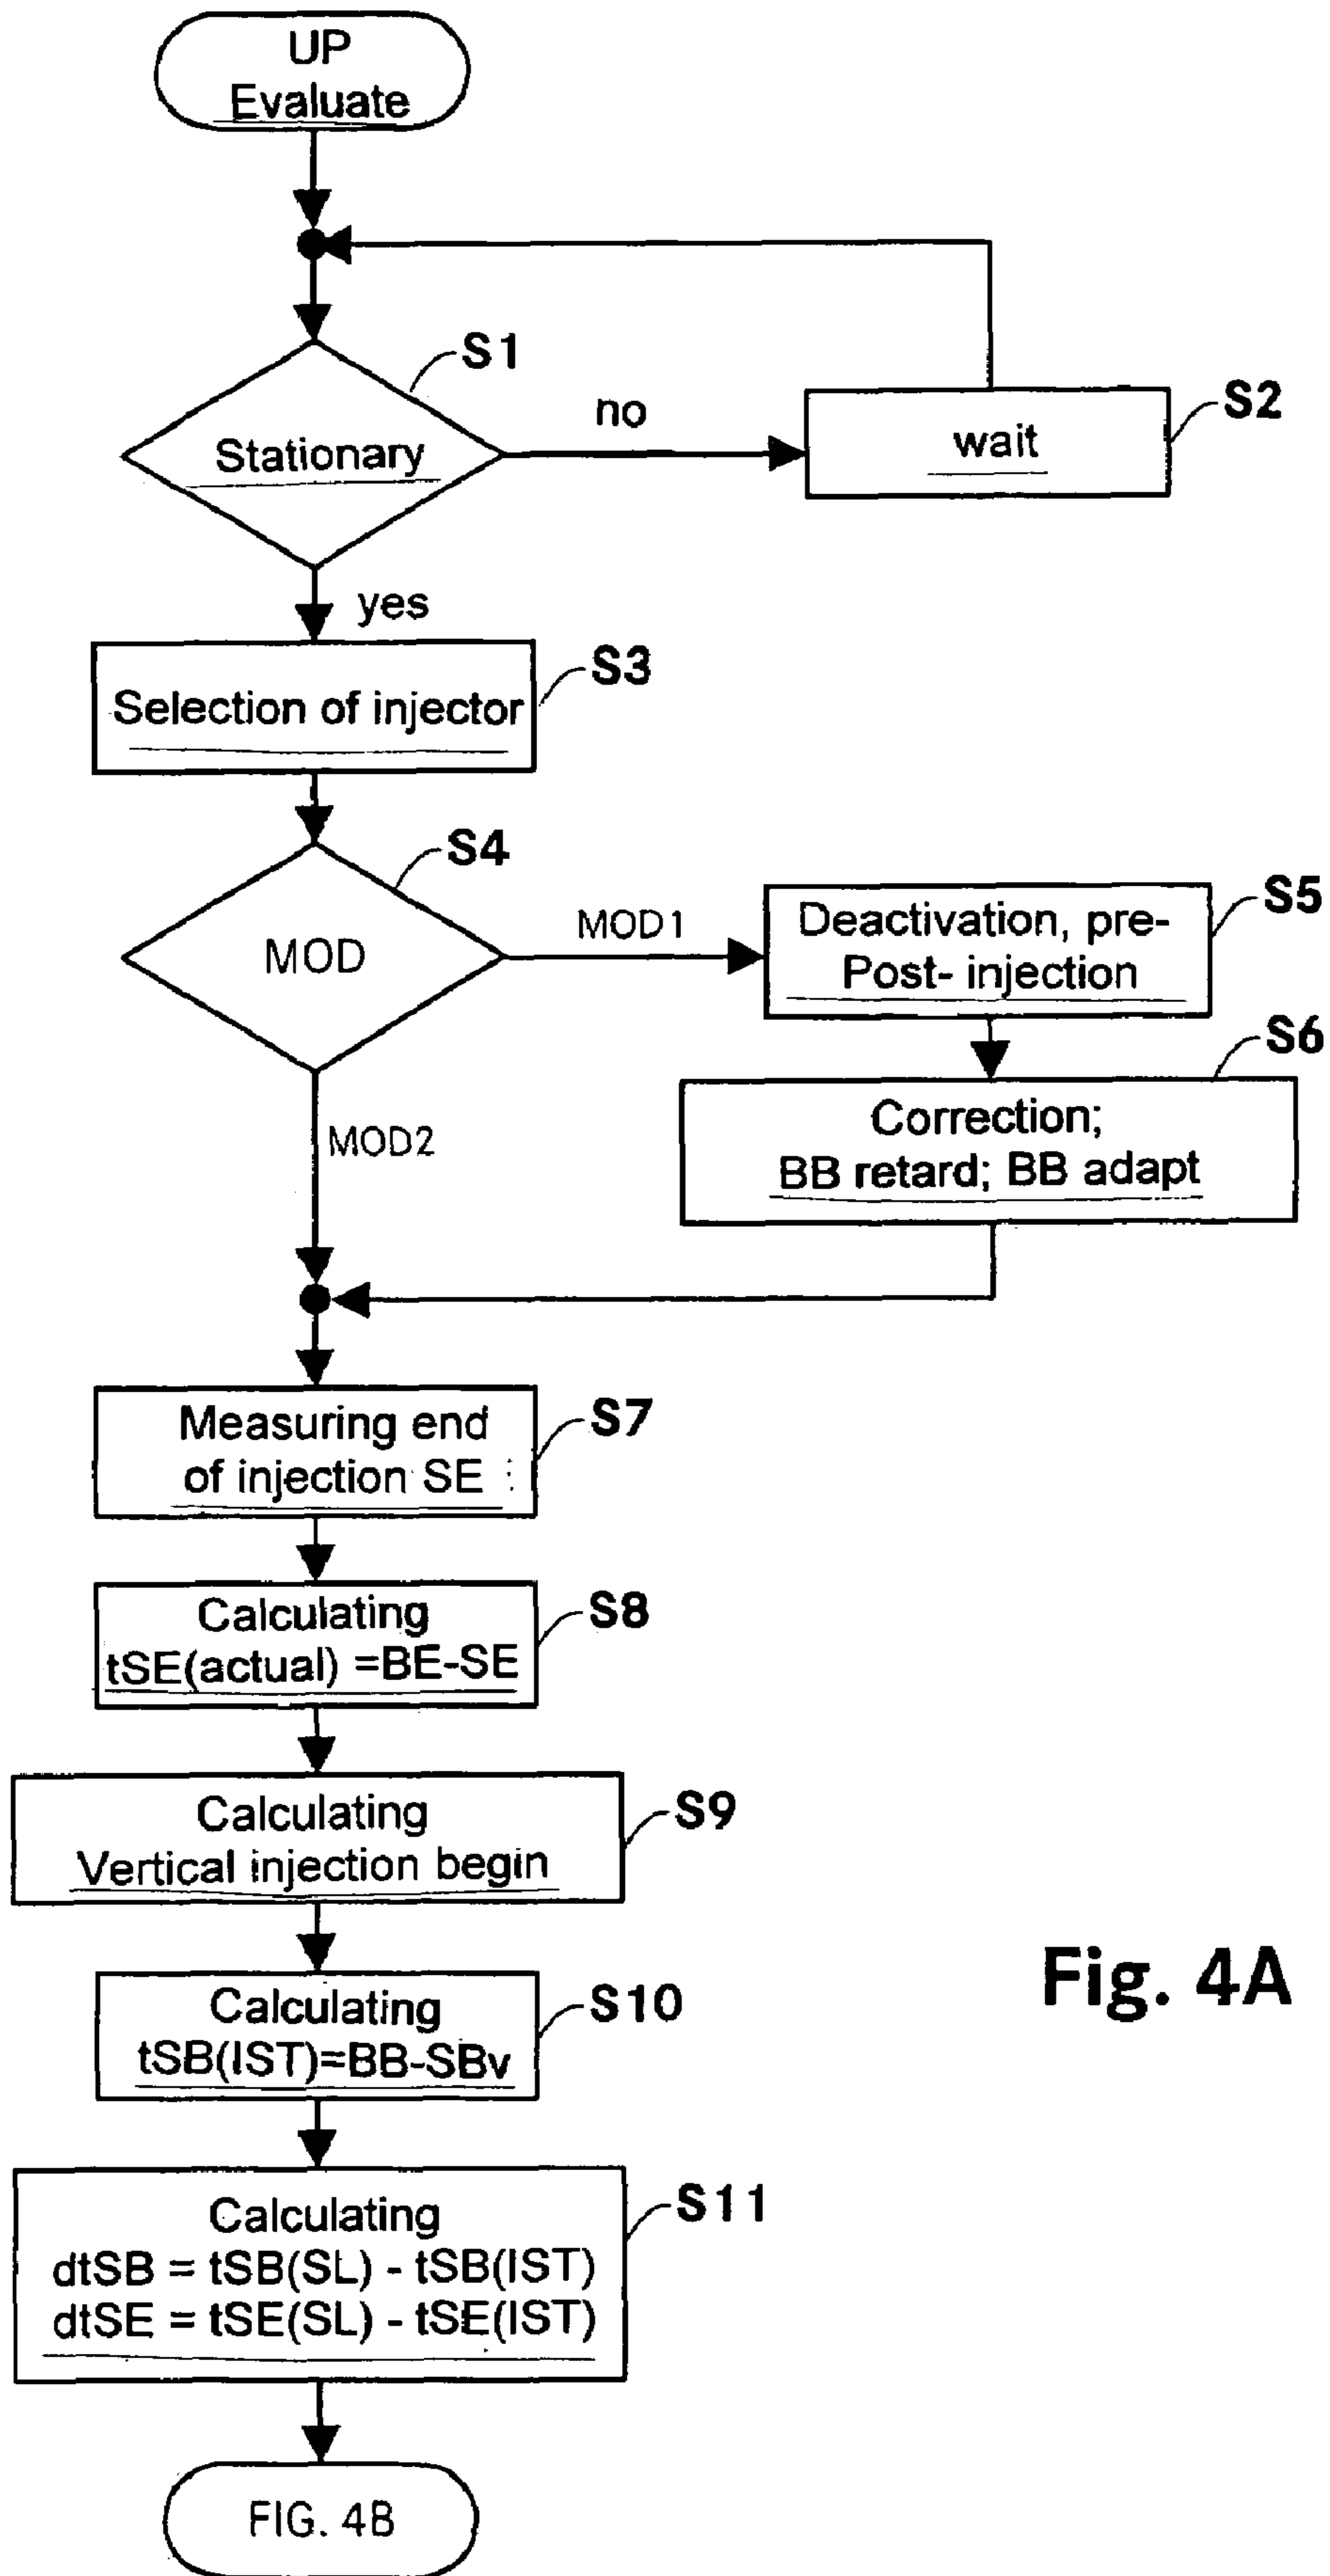 UP
Evaluate
S1
Stationary
no
wait
S2
yes
Selection of injector
S3
S4
MOD
MOD1
Deactivation, pre-
Post- injection
S5
S6
Correction;
BB retard; BB adapt
MOD2
Measuring end
of injection SE
S7
Calculating
tSE(actual) =BE-SE
S8
Calculating
Vertical injection begin
S9
Calculating
tSB(IST)=BB-SBv
S10
Fig. 4A
Calculating
dtSB = tSB(SL) - tSB(IST)
dtSE = tSE(SL) - tSE(IST)
S11
FIG. 4B